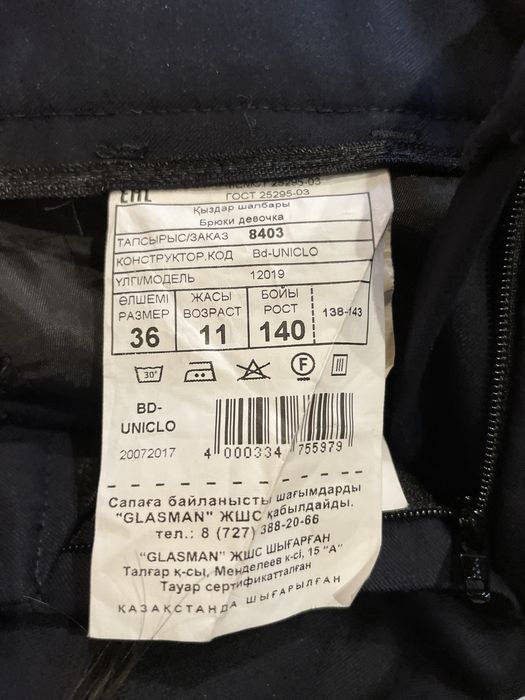 ЕАС
ГОСТ 25295-03
Қыздар шалбары
Брюки девочка
ТАПСЫРЫС/ЗАКАЗ 8403
КОНСТРУКТОР.КОД Bd-UNICLO
ҮЛГІ/МОДЕЛЬ 12019
ӨЛШЕМІ ЖАСЫ БОЙЫ
РАЗМЕР ВОЗРАСТ РОСТ 138-143
36 11 140
30°
F
BD-
UNICLO
20072017
4 000334 755979
Сапаға байланысты шағымдарды
"GLASMAN" ЖШС қабылдайды.
тел.: 8 (727) 388-20-66
"GLASMAN" ЖШС ШЫҒАРҒАН
Талғар к-сы, Менделеев к-сі, 15 "А"
Тауар сертификатталған
ҚАЗАҚСТАНДА ШЫҒАРЫЛҒАН